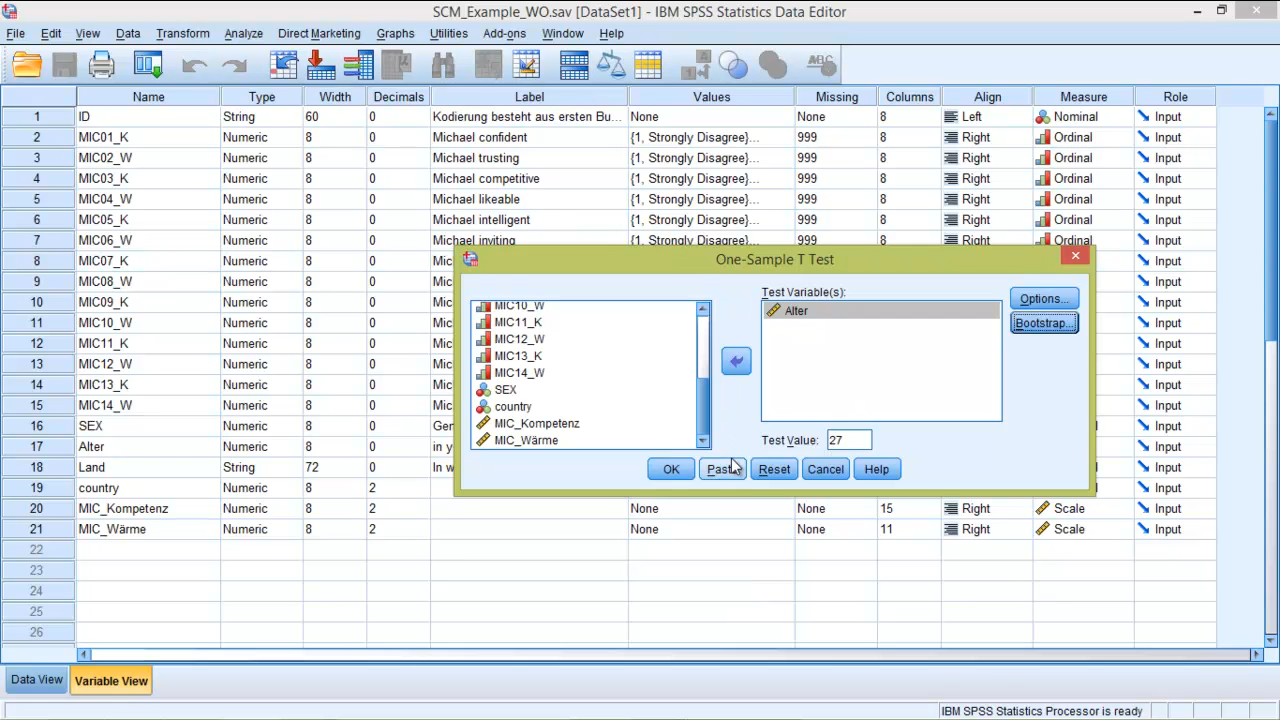 SCM_Example_WO.sav [DataSet1] - IBM SPSS Statistics Data Editor
File Edit View Data Transform Analyze Direct Marketing Graphs Utilities Add-ons Window Help
Name Type Width Decimals Label Values Missing Columns Align Measure Role
1 ID String 60 0 Kodierung besteht aus ersten Bu... None None 8 Left Nominal Input
2 MIC01_K Numeric 8 0 Michael confident {1, Strongly Disagree}... 999 8 Right Ordinal Input
3 MIC02_W Numeric 8 0 Michael trusting {1, Strongly Disagree}... 999 8 Right Ordinal Input
4 MIC03_K Numeric 8 0 Michael competitive {1, Strongly Disagree}... 999 8 Right Ordinal Input
5 MIC04_W Numeric 8 0 Michael likeable {1, Strongly Disagree}... 999 8 Right Ordinal Input
6 MIC05_K Numeric 8 0 Michael intelligent {1, Strongly Disagree}... 999 8 Right Ordinal Input
7 MIC06_W Numeric 8 0 Michael inviting {1, Strongly Disagree}... 999 8 Right Ordinal Input
8 MIC07_K Numeric 8 0 Mic Input
9 MIC08_W Numeric 8 0 Mic Input
10 MIC09_K Numeric 8 0 Mic Input
11 MIC10_W Numeric 8 0 Mic Input
12 MIC11_K Numeric 8 0 Mic Input
13 MIC12_W Numeric 8 0 Mic Input
14 MIC13_K Numeric 8 0 Mic Input
15 MIC14_W Numeric 8 0 Mic Input
16 SEX Numeric 8 0 Ger Input
17 Alter Numeric 8 0 in y Input
18 Land String 72 0 In w Input
19 country Numeric 8 2 Input
20 MIC_Kompetenz Numeric 8 2 None None 15 Right Scale Input
21 MIC_Wärme Numeric 8 2 None None 11 Right Scale Input
22
23
24
25
26
One-Sample T Test
MIC10_W
MIC11_K
MIC12_W
MIC13_K
MIC14_W
SEX
country
MIC_Kompetenz
MIC_Wärme
Test Variable(s):
Alter
Options...
Bootstrap...
Test Value: 27
OK Paste Reset Cancel Help
Data View Variable View
IBM SPSS Statistics Processor is ready